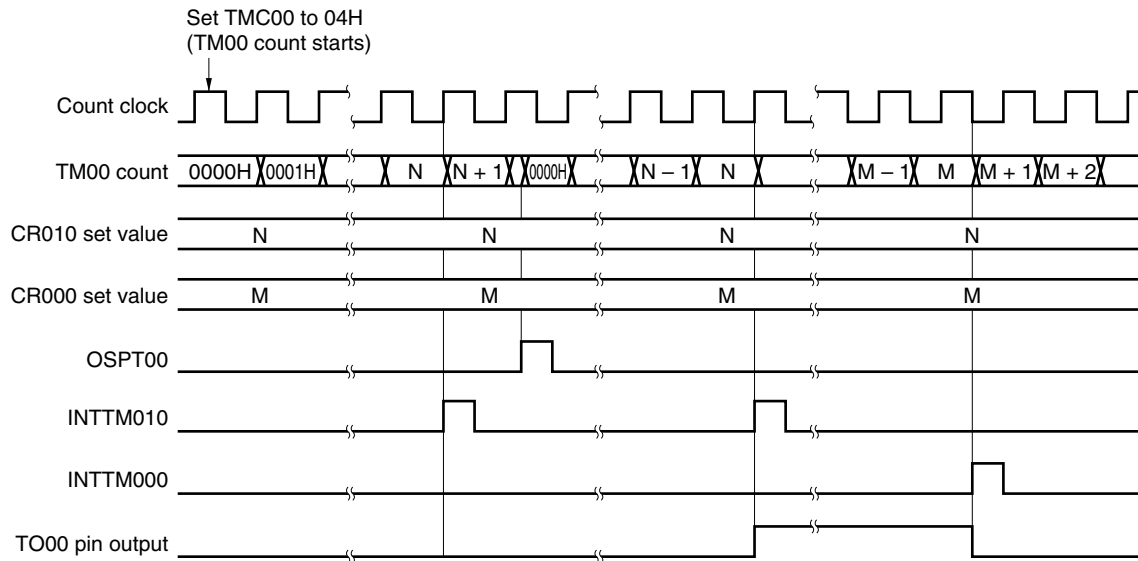 Set TMC00 to 04H
(TM00 count starts)
Count clock
TM00 count 0000H 0001H N N + 1 0000H N – 1 N M – 1 M M + 1 M + 2
CR010 set value N N N N
CR000 set value M M M M
OSPT00
INTTM010
INTTM000
TO00 pin output